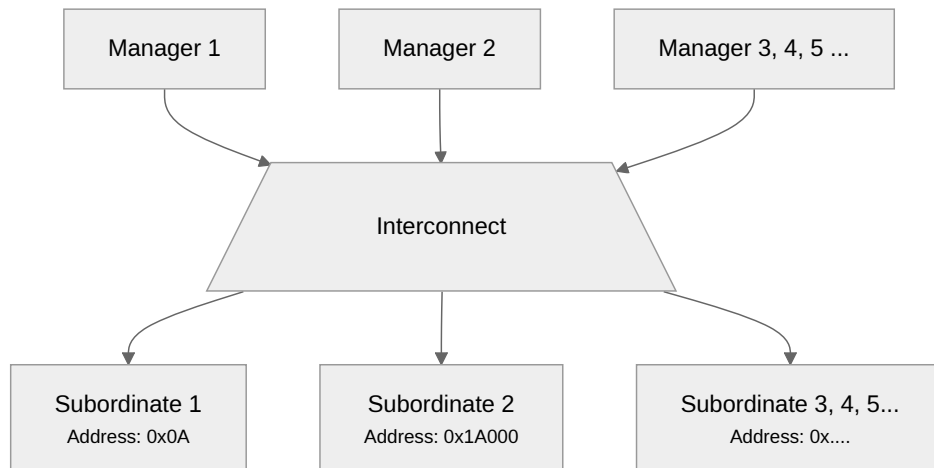 Manager 1
Manager 2
Manager 3, 4, 5 ...
Interconnect
Subordinate 1
Address: 0x0A
Subordinate 2
Address: 0x1A000
Subordinate 3, 4, 5...
Address: 0x....